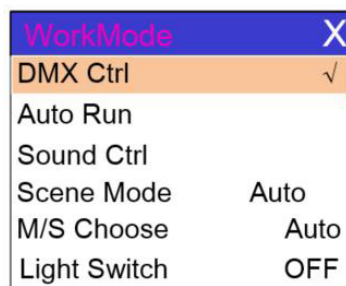 WorkMode X
DMX Ctrl √
Auto Run
Sound Ctrl
Scene Mode Auto
M/S Choose Auto
Light Switch OFF